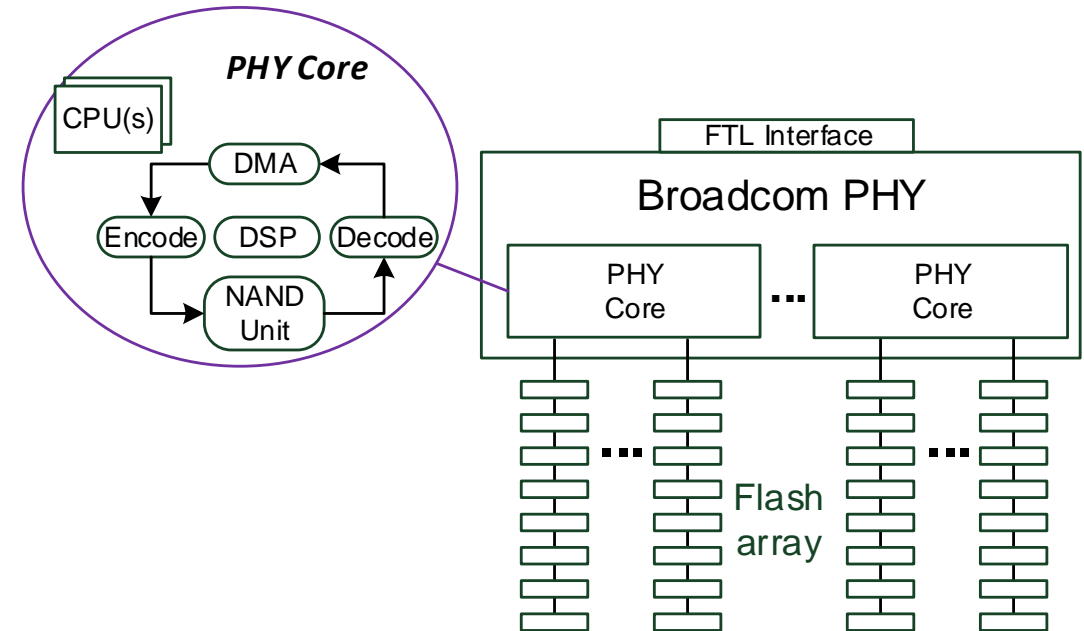 PHY Core
CPU(s)
DMA
Encode
DSP
Decode
NAND
Unit
FTL Interface
Broadcom PHY
PHY
Core
...
PHY
Core
...
...
Flash
array